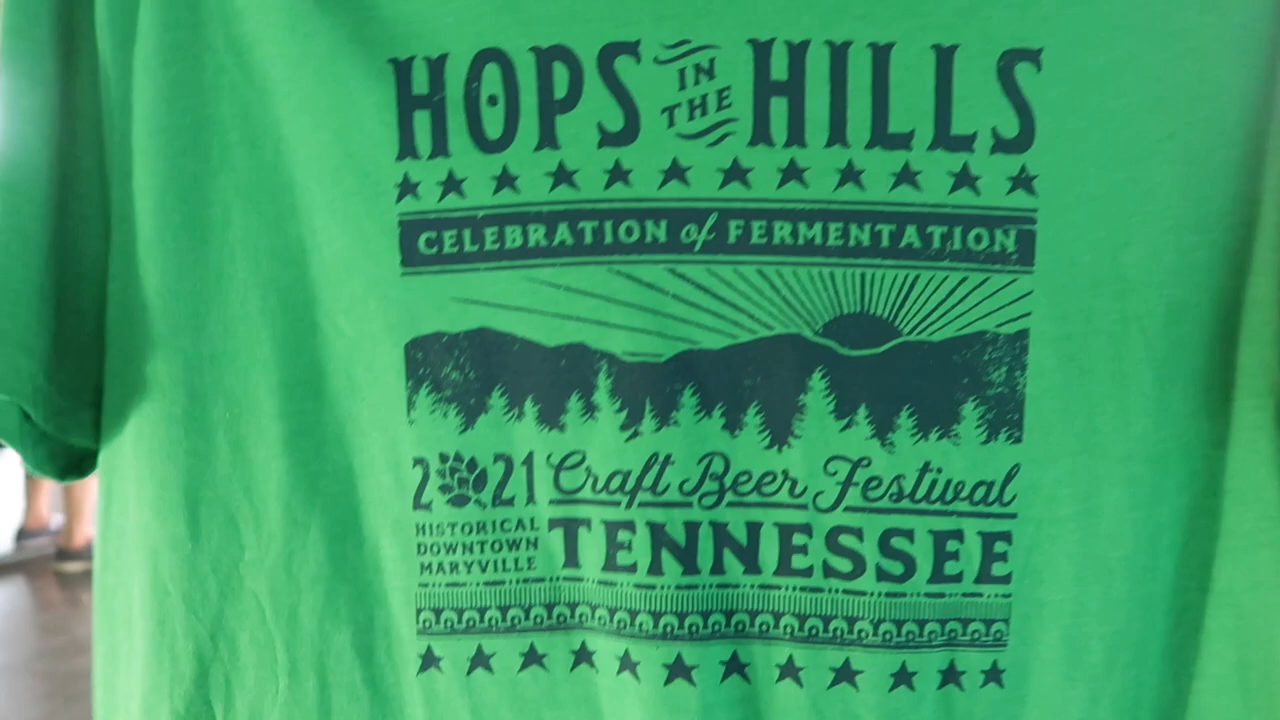 HOPS IN THE HILLS
CELEBRATION of FERMENTATION
2021 Craft Beer Festival
HISTORICAL
DOWNTOWN
MARYVILLE
TENNESSEE